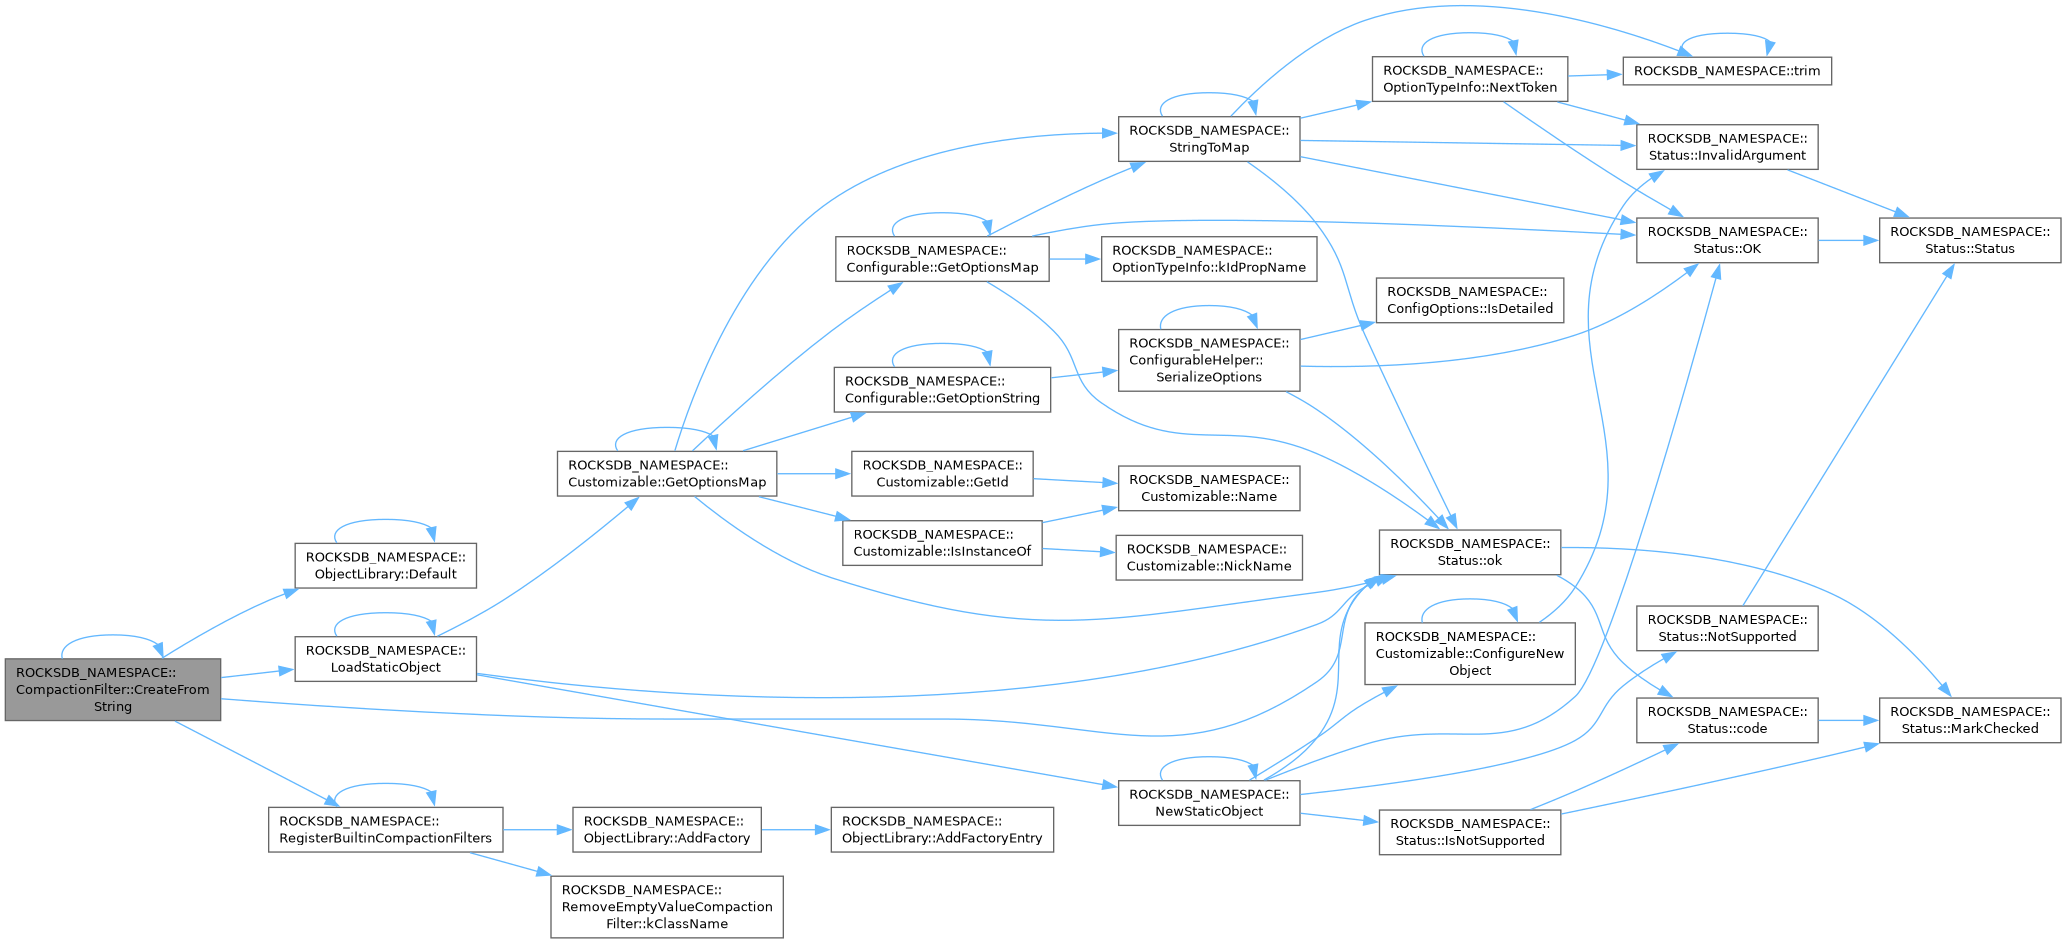 ROCKSDB_NAMESPACE::
CompactionFilter::CreateFrom
String
ROCKSDB_NAMESPACE::
ObjectLibrary::Default
ROCKSDB_NAMESPACE::
LoadStaticObject
ROCKSDB_NAMESPACE::
RegisterBuiltinCompactionFilters
ROCKSDB_NAMESPACE::
Customizable::GetOptionsMap
ROCKSDB_NAMESPACE::
ObjectLibrary::AddFactory
ROCKSDB_NAMESPACE::
RemoveEmptyValueCompaction
Filter::kClassName
ROCKSDB_NAMESPACE::
Configurable::GetOptionsMap
ROCKSDB_NAMESPACE::
Configurable::GetOptionString
ROCKSDB_NAMESPACE::
Customizable::GetId
ROCKSDB_NAMESPACE::
Customizable::IsInstanceOf
ROCKSDB_NAMESPACE::
ObjectLibrary::AddFactoryEntry
ROCKSDB_NAMESPACE::
StringToMap
ROCKSDB_NAMESPACE::
OptionTypeInfo::kIdPropName
ROCKSDB_NAMESPACE::
ConfigurableHelper::
SerializeOptions
ROCKSDB_NAMESPACE::
Customizable::Name
ROCKSDB_NAMESPACE::
Customizable::NickName
ROCKSDB_NAMESPACE::
NewStaticObject
ROCKSDB_NAMESPACE::
OptionTypeInfo::NextToken
ROCKSDB_NAMESPACE::
ConfigOptions::IsDetailed
ROCKSDB_NAMESPACE::
Status::ok
ROCKSDB_NAMESPACE::
Customizable::ConfigureNew
Object
ROCKSDB_NAMESPACE::
Status::IsNotSupported
ROCKSDB_NAMESPACE::trim
ROCKSDB_NAMESPACE::
Status::InvalidArgument
ROCKSDB_NAMESPACE::
Status::OK
ROCKSDB_NAMESPACE::
Status::NotSupported
ROCKSDB_NAMESPACE::
Status::code
ROCKSDB_NAMESPACE::
Status::Status
ROCKSDB_NAMESPACE::
Status::MarkChecked